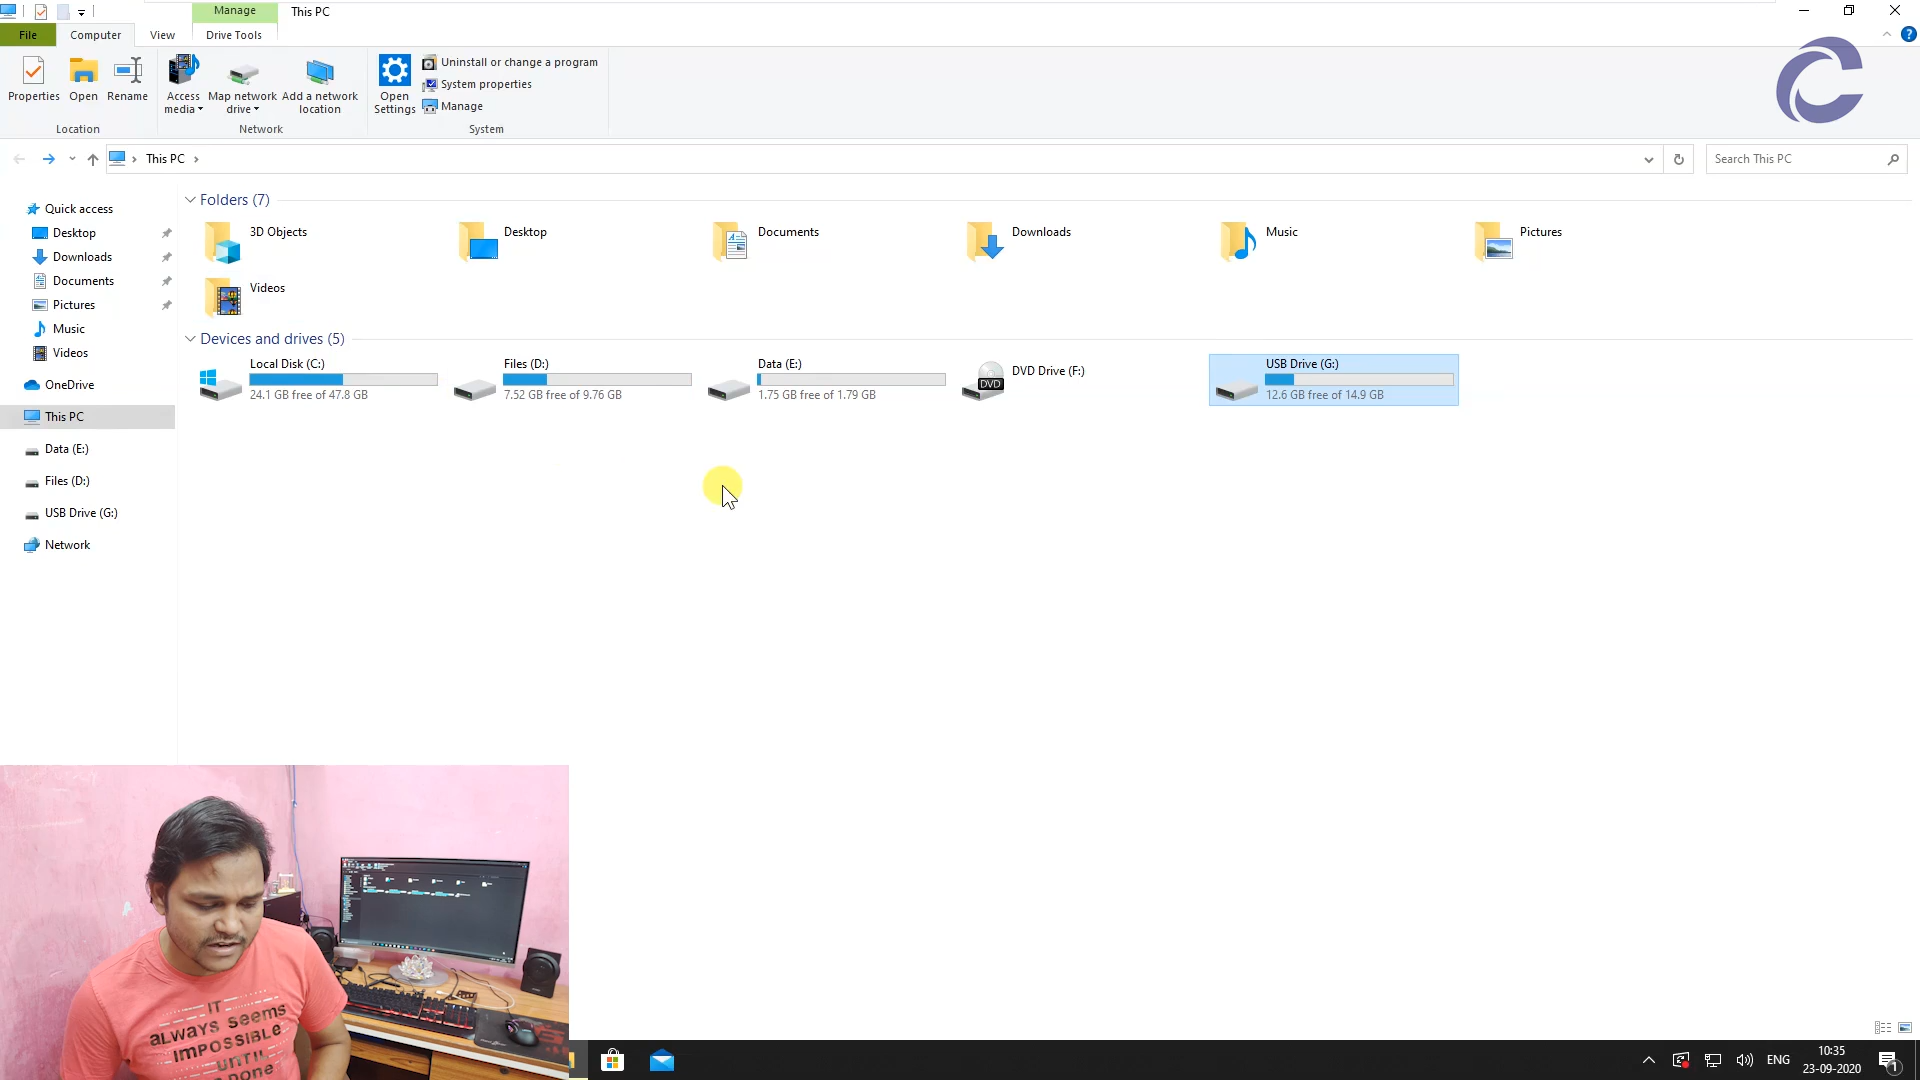 Manage
This PC
File
Computer
View
Drive Tools
Properties
Open
Rename
Access media
Map network drive
Add a network location
Open Settings
Uninstall or change a program
System properties
Manage
Location
Network
System
This PC
Search This PC
Quick access
Desktop
Downloads
Documents
Pictures
Music
Videos
OneDrive
This PC
Data (E:)
Files (D:)
USB Drive (G:)
Network
Folders (7)
3D Objects
Desktop
Documents
Downloads
Music
Pictures
Videos
Devices and drives (5)
Local Disk (C:)
24.1 GB free of 47.8 GB
Files (D:)
7.52 GB free of 9.76 GB
Data (E:)
1.75 GB free of 1.79 GB
DVD
DVD Drive (F:)
USB Drive (G:)
12.6 GB free of 14.9 GB
IT
ALWAYS SEEMS
IMPOSSIBLE
UNTIL
DONE
ENG
10:35
23-09-2020
1